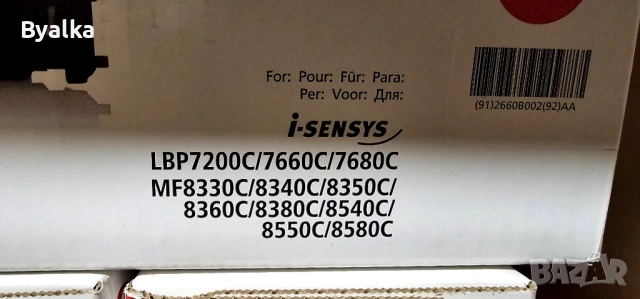 Byalka
For: Pour: Für: Para:
Per: Voor: Для:
i-SENSYS
(91)2660B002(92)AA
LBP7200C/7660C/7680C
MF8330C/8340C/8350C/
8360C/8380C/8540C/
8550C/8580C
BAZAR